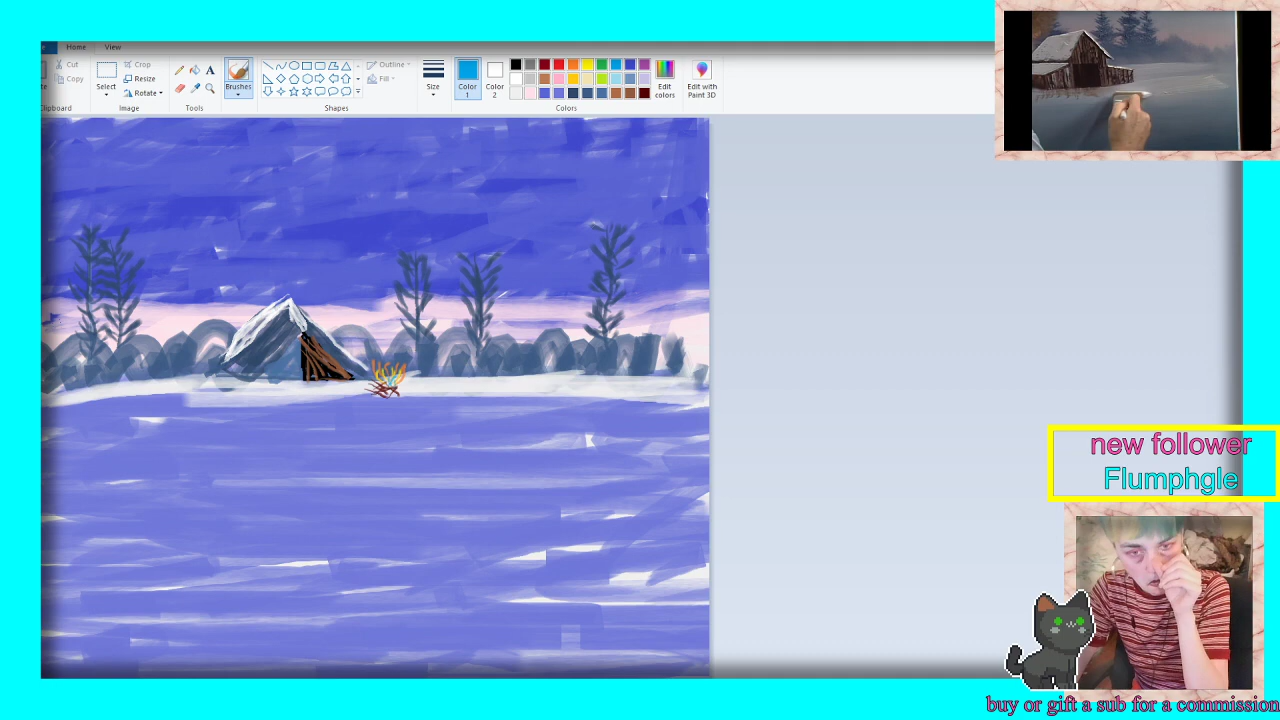 Home View
Cut
Copy
Select
Crop
Resize
Rotate
Brushes
Outline
Fill
Size
Color 1
Color 2
Edit colors
Edit with Paint 3D
Image
Tools
Shapes
Colors
new follower
Flumphgle
buy or gift a sub for a commission